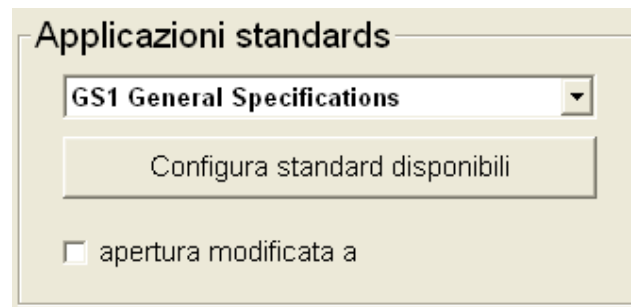 Applicazioni standards
GS1 General Specifications
Configura standard disponibili
apertura modificata a